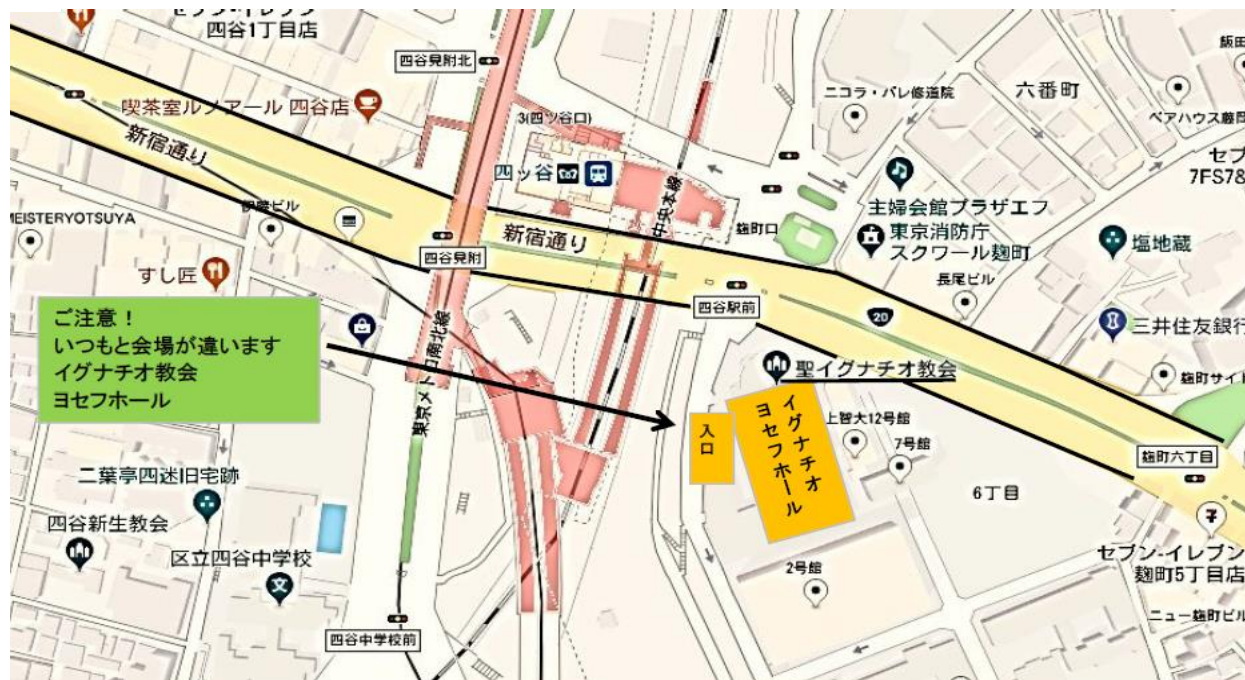 四谷1丁目店
四谷見附北
喫茶室ルノアール 四谷店
新宿通り
3(四ツ谷口)
四ッ谷
中央本線
ニコラ・バレ修道院
六番町
飯田
ベアハウス藤岡
セブ
7FS7&
主婦会館プラザエフ
東京消防庁
スクワール麹町
麹町口
塩地蔵
長尾ビル
MEISTERYOTSUYA
伊藤ビル
すし匠
四谷見附
新宿通り
四谷駅前
20
三井住友銀行
麹町サイト
ご注意!
いつもと会場が違います
イグナチオ教会
ヨセフホール
東京メトロ南北線
聖イグナチオ教会
入口
イグナチオ
ヨセフホール
上智大12号館
7号館
麹町六丁目
6丁目
二葉亭四迷旧宅跡
四谷新生教会
区立四谷中学校
文
四谷中学校前
2号館
セブン-イレブン
麹町5丁目店
ニュー麹町ビル